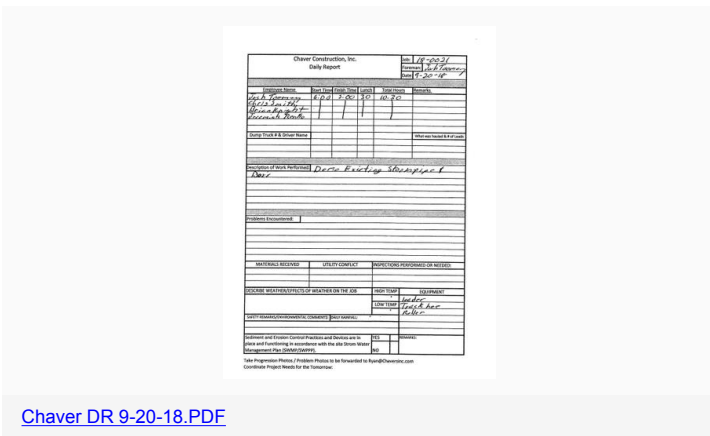 Chaver Construction, Inc.
Daily Report
Job: 18-0021
Foreman: Josh Toomay
Date 9-20-18
Employee Name Start Time Finish Time Lunch Total Hours Remarks
Josh Toomay 6:00 30 10:30
Chris Smith
Dump Truck # & Driver Name What was hauled & # of Loads
Description of Work Performed: Demo Existing Storm pipe &
Problems Encountered:
MATERIALS RECEIVED UTILITY CONFLICT INSPECTIONS PERFORMED OR NEEDED:
DESCRIBE WEATHER/EFFECTS OF WEATHER ON THE JOB HIGH TEMP EQUIPMENT
Loader
LOW TEMP Track hoe
Roller
SAFETY REMARKS/ENVIRONMENTAL COMMENTS DAILY RAINFALL:
Sediment and Erosion Control Practices and Devices are in YES REMARKS:
place and Functioning in accordance with the site Strom Water
Management Plan (SWMP/SWPPP). NO
Take Progression Photos / Problem Photos to be forwarded to Ryan@Chaversinc.com
Coordinate Project Needs for the Tomorrow:
Chaver DR 9-20-18.PDF